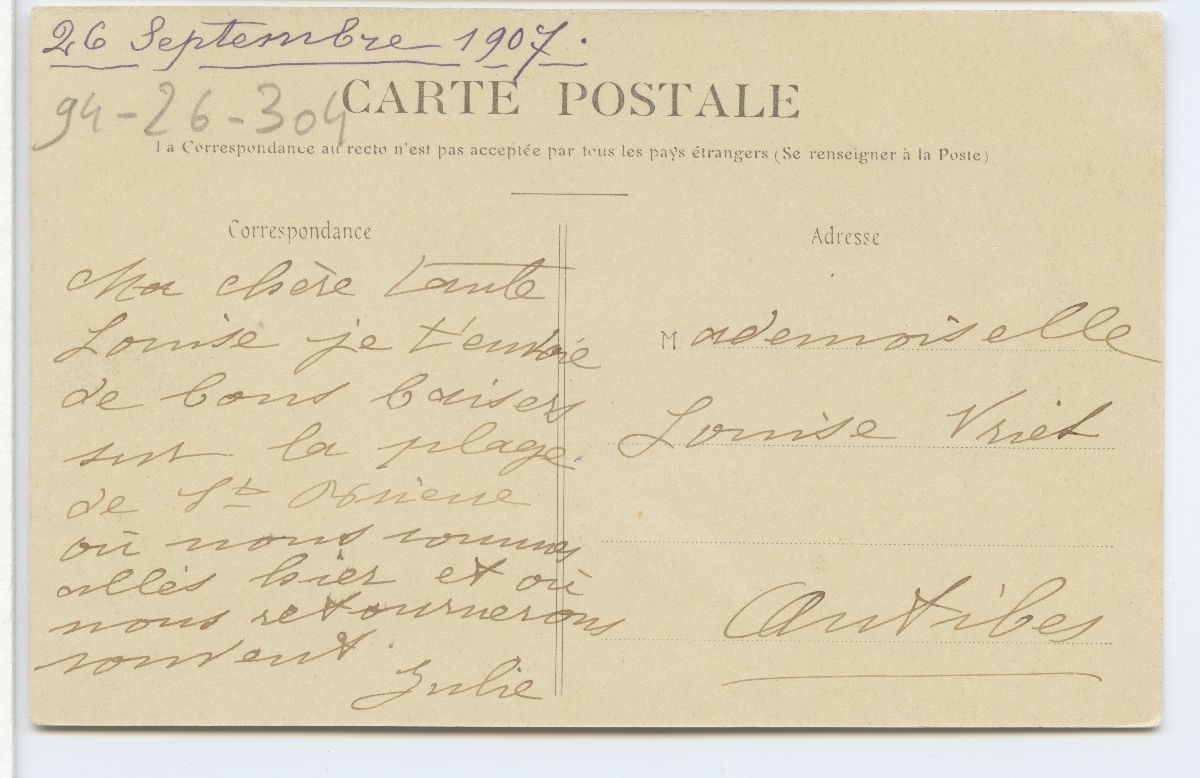 26 Septembre 1907.
94-26-304
CARTE POSTALE
La Correspondance au recto n'est pas acceptée par tous les pays étrangers (Se renseigner à la Poste)
Correspondance
Ma chère tante
Louise je t'envoie
de bons baisers
sur la plage
de St
où nous sommes
allés hier et où
nous retournerons
souvent.
Julie
Adresse
Mademoiselle
Louise
Antibes